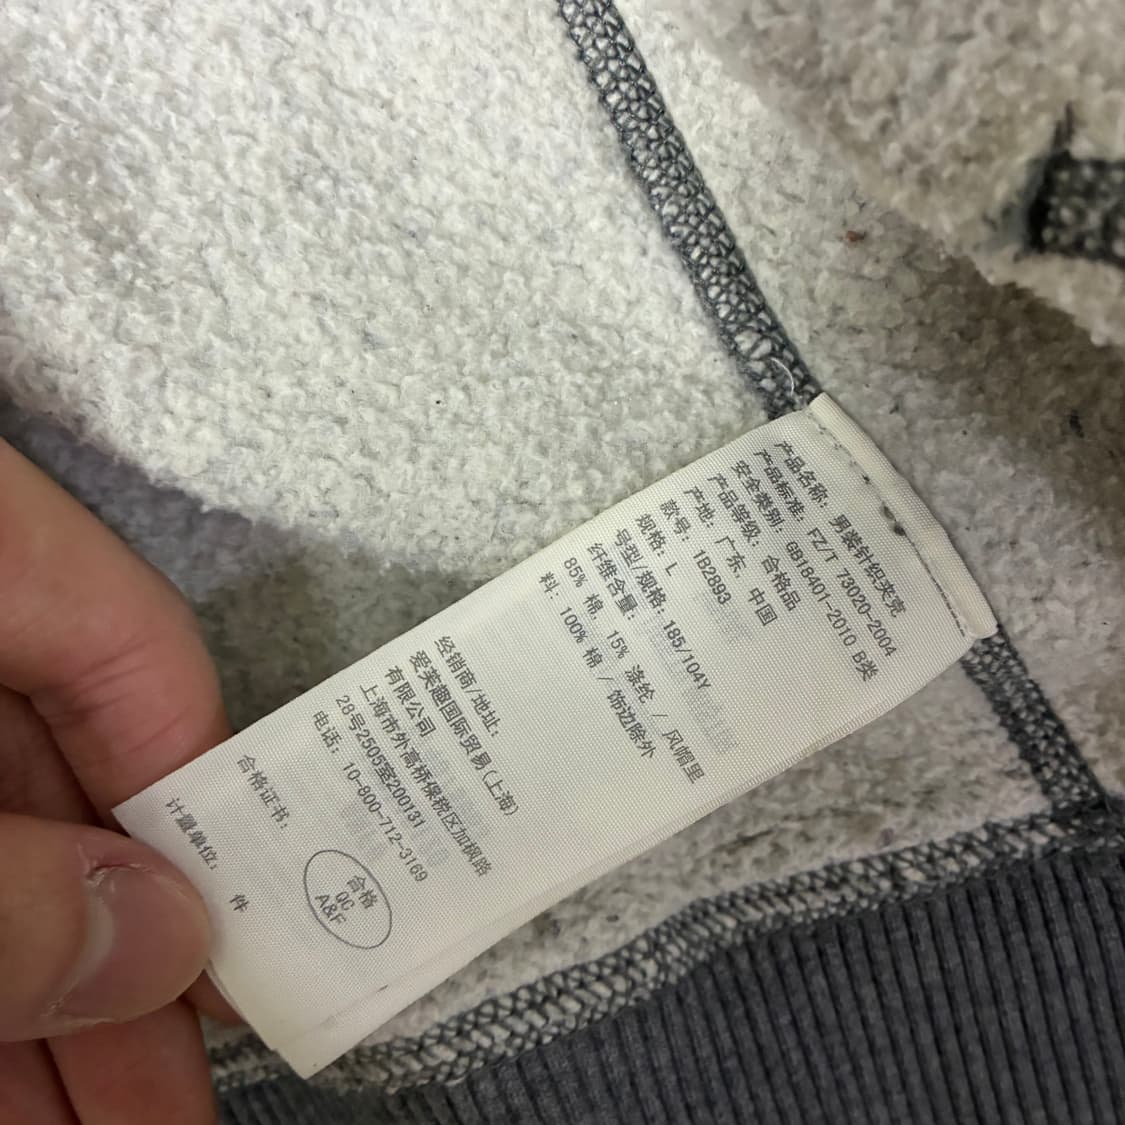 产品名称： 男装针织夹克
产品标准： FZ/T 73020-2004
安全类别： GB18401-2010 B类
产品等级： 合格品
产地： 广东, 中国
款号： 1B2893
规格： L
号型/规格： 185/104Y
纤维含量：
85% 棉, 15% 涤纶 / 风帽里
料： 100% 棉 / 饰边除外
经销商/地址：
爱芙趣国际贸易(上海)
有限公司
上海市外高桥保税区加枫路
28号2505室200131
电话： 10-800-712-3169
合格证书：
合格
QC
A&F
计量单位： 件